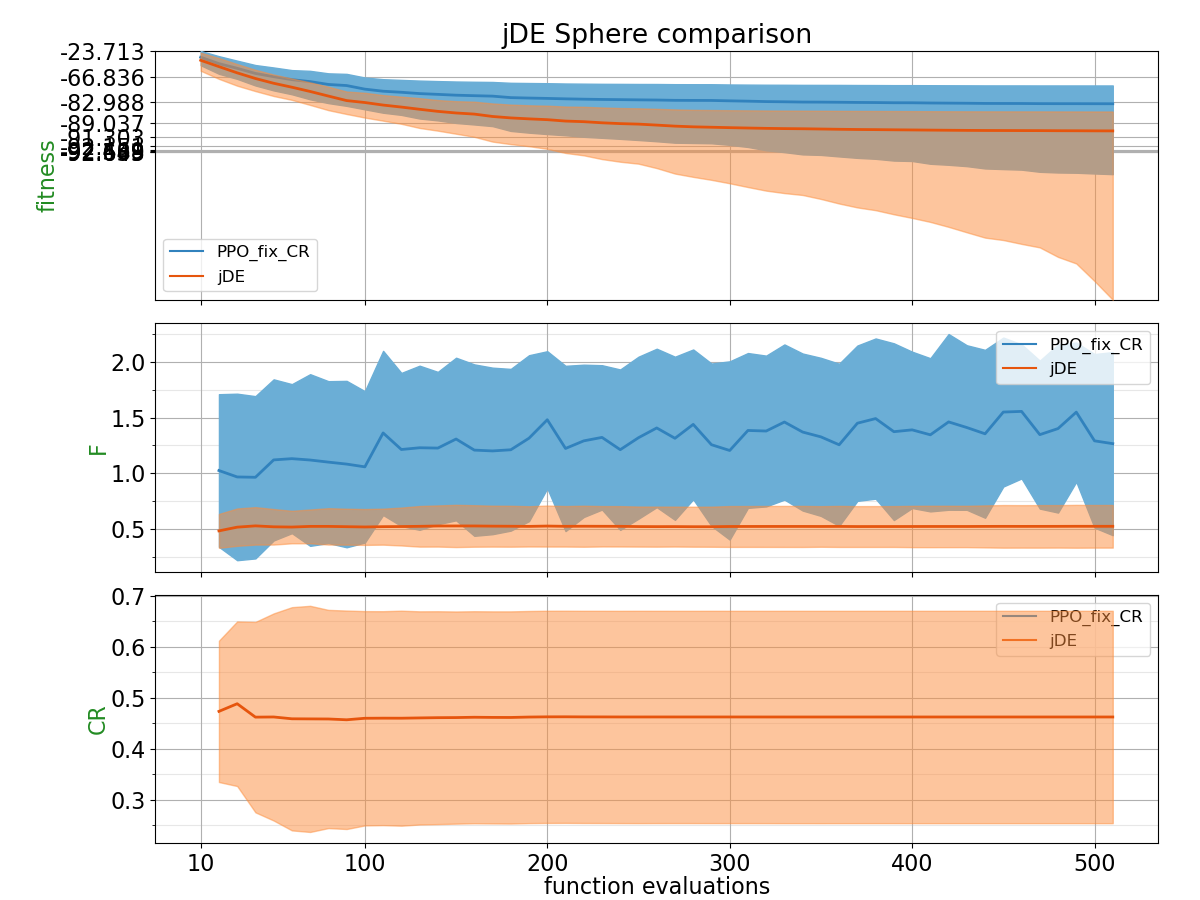 jDE Sphere comparison
-23.713
-66.836
-82.988
-89.037
fitness
PPO_fix_CR
jDE
2.0
1.5
1.0
0.5
F
PPO_fix_CR
jDE
0.7
0.6
0.5
0.4
0.3
CR
PPO_fix_CR
jDE
10 100 200 300 400 500
function evaluations